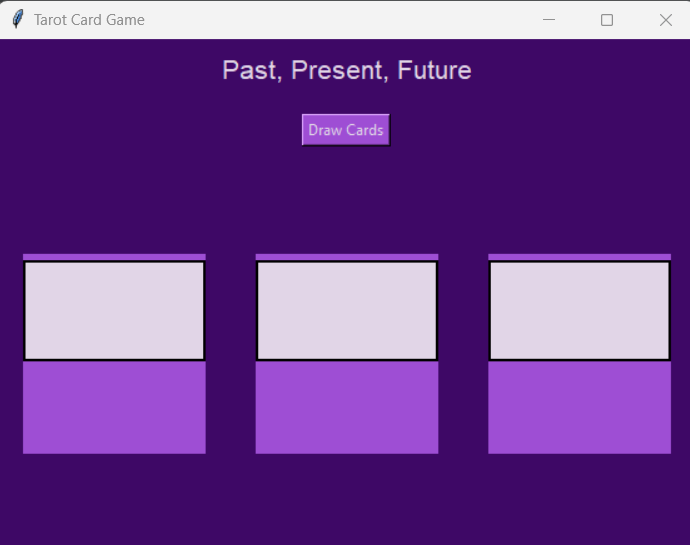 Tarot Card Game
Past, Present, Future
Draw Cards